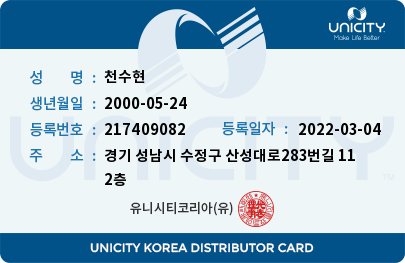 UNICITY
Make Life Better
성 명 : 천수현
생년월일 : 2000-05-24
등록번호 : 217409082 등록일자 : 2022-03-04
주 소 : 경기 성남시 수정구 산성대로283번길 11
2층
UNICITY
TM
유니시티코리아(유)
UNICITY KOREA DISTRIBUTOR CARD